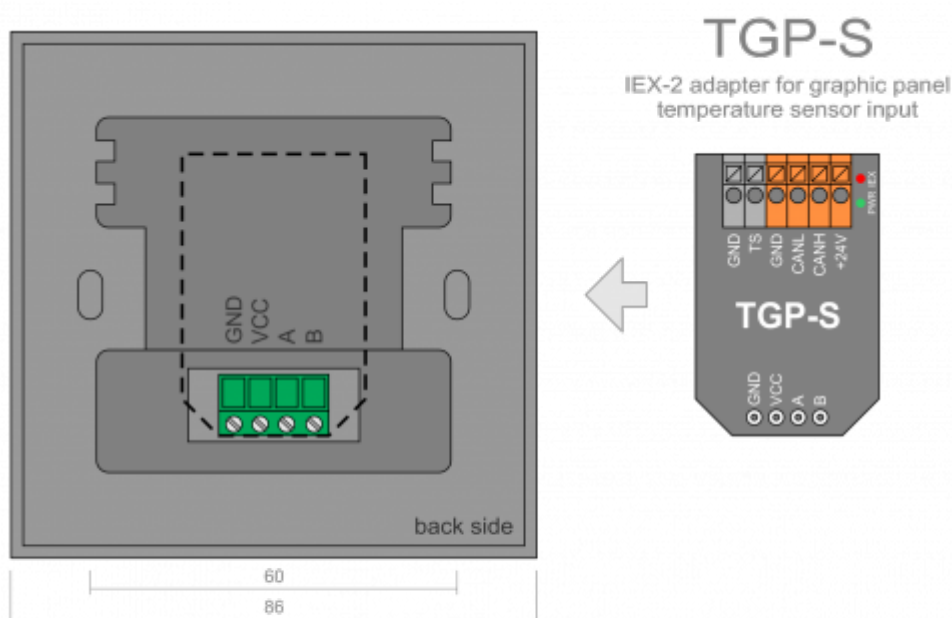 TGP-S
IEX-2 adapter for graphic panel
temperature sensor input
GND
VCC
A
B
back side
60
86
PWR IEX
GND
TS
GND
CANL
CANH
+24V
TGP-S
GND
VCC
A
B